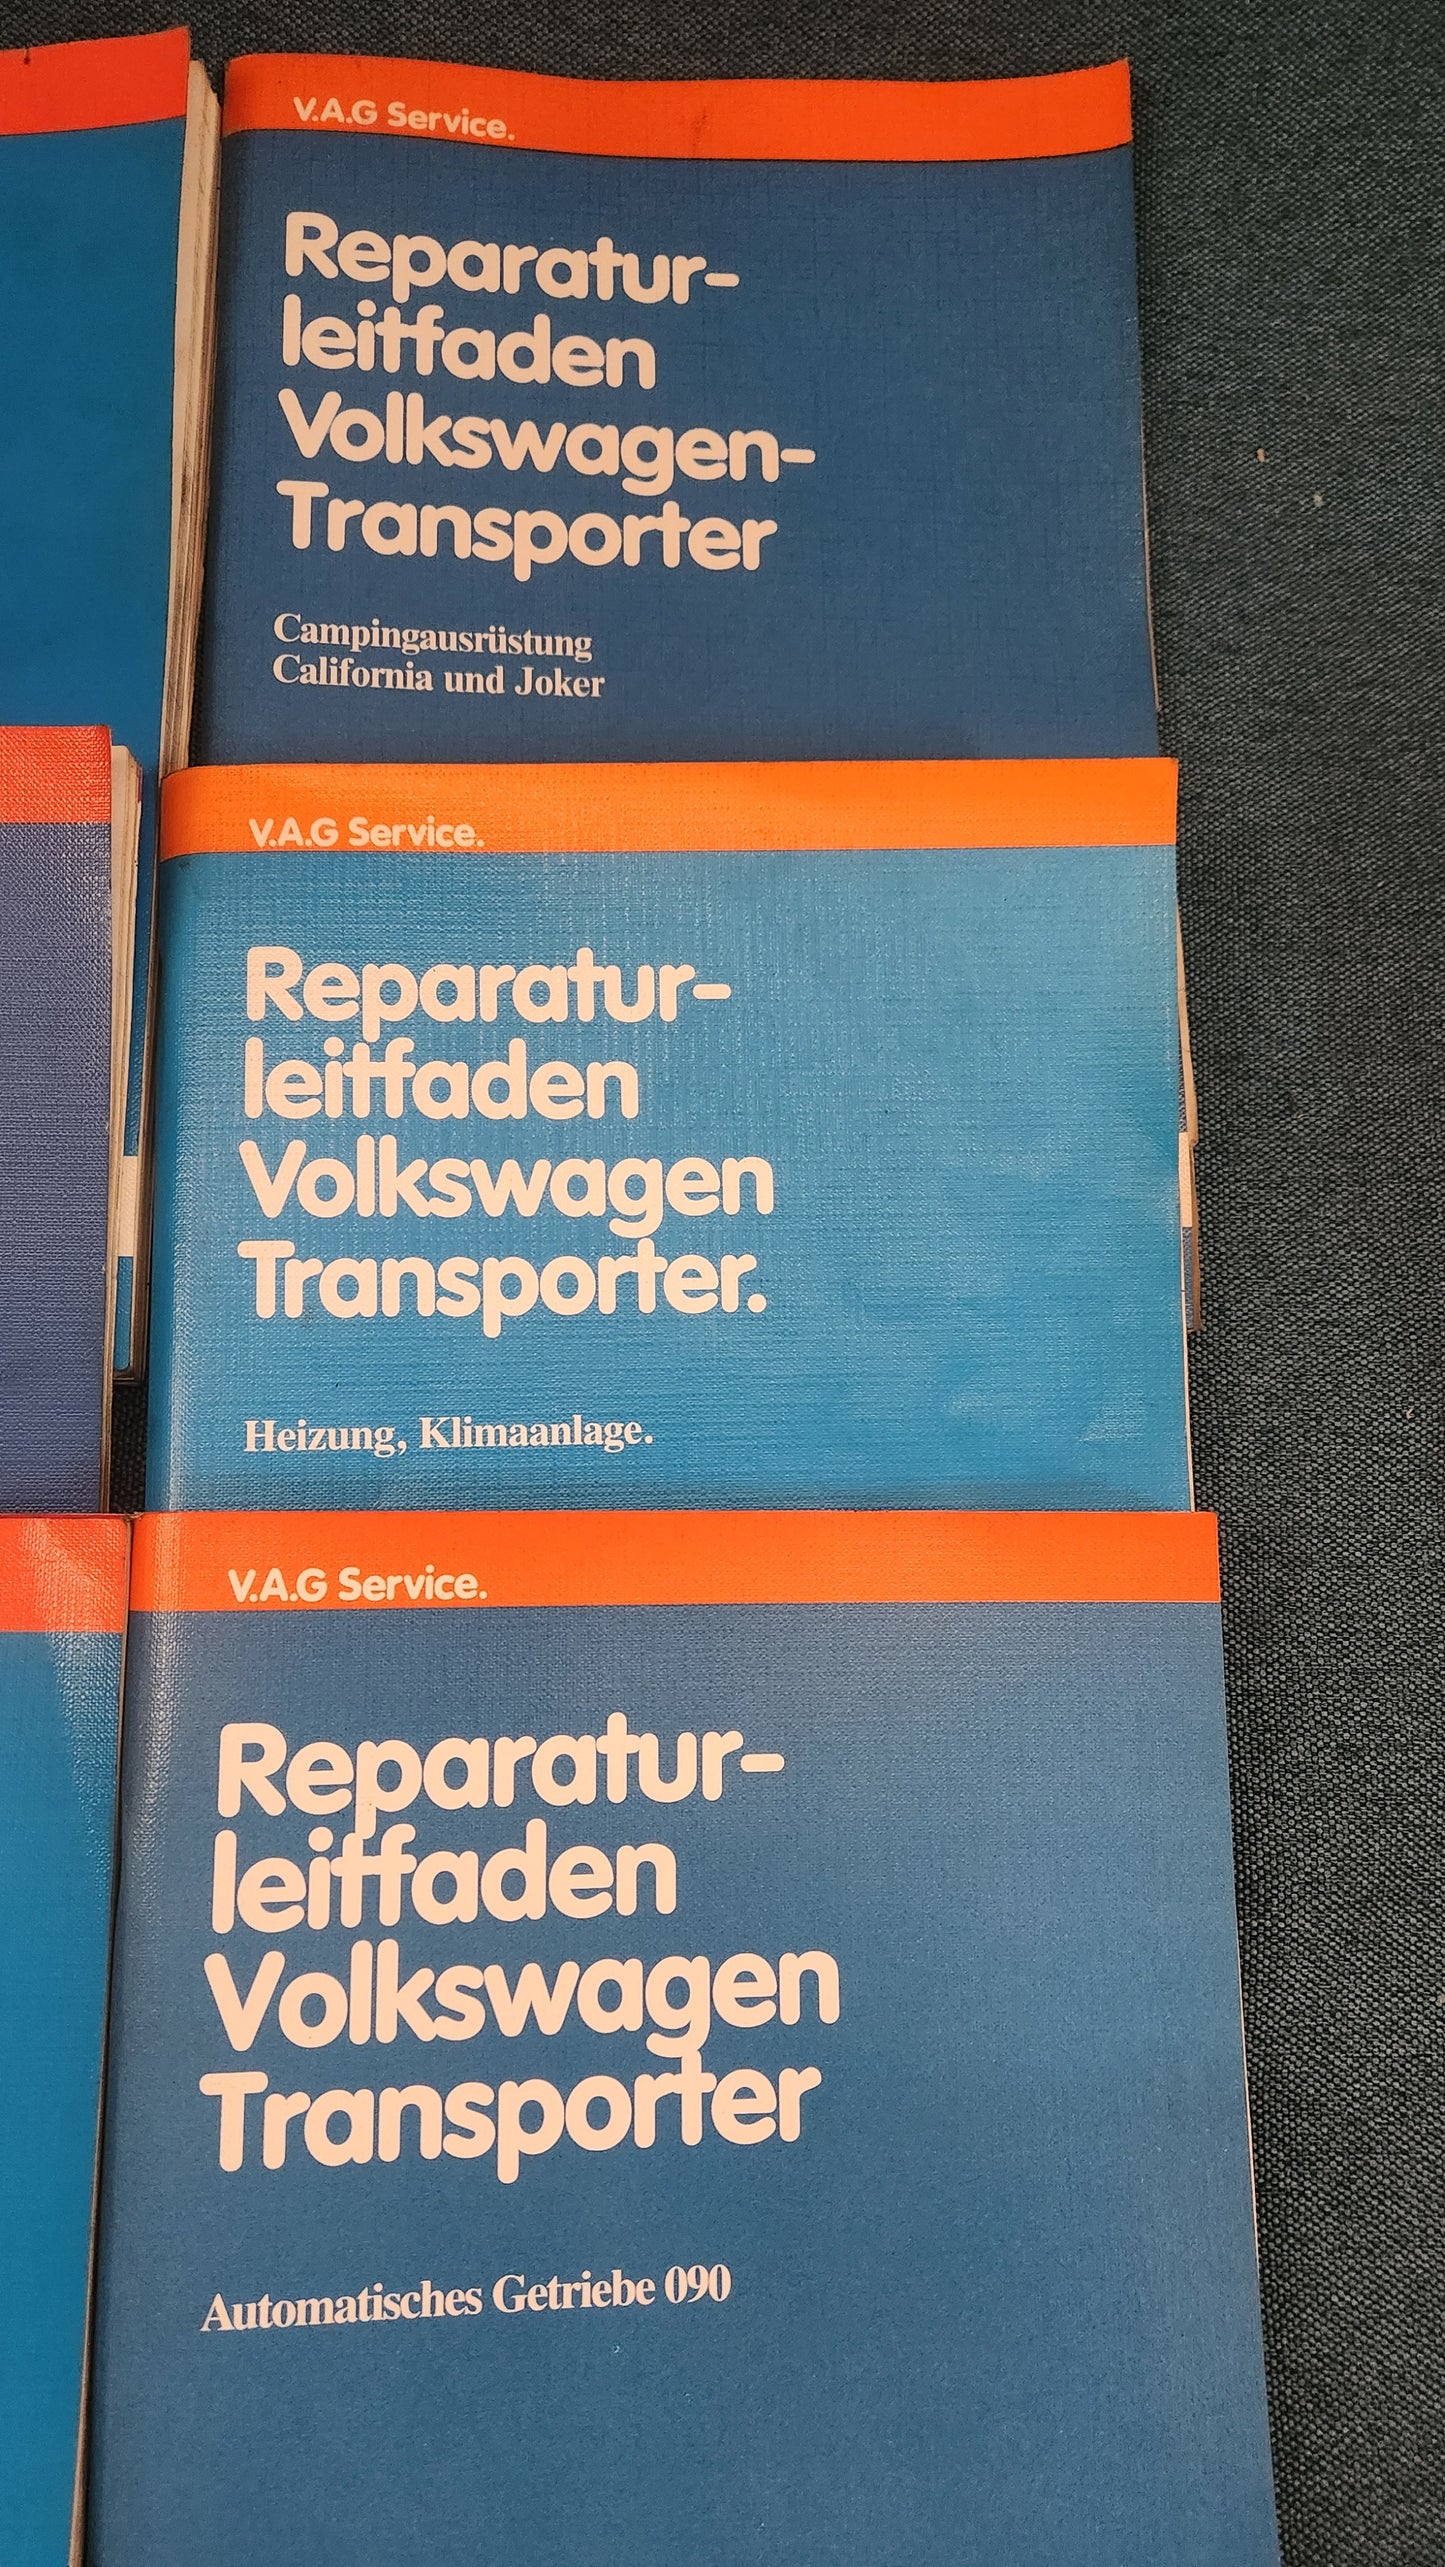 V.A.G Service.
Reparatur-
leitfaden
Volkswagen-
Transporter
Campingausrüstung
California und Joker
V.A.G Service.
Reparatur-
leitfaden
Volkswagen
Transporter.
Heizung, Klimaanlage.
V.A.G Service.
Reparatur-
leitfaden
Volkswagen
Transporter
Automatisches Getriebe 090